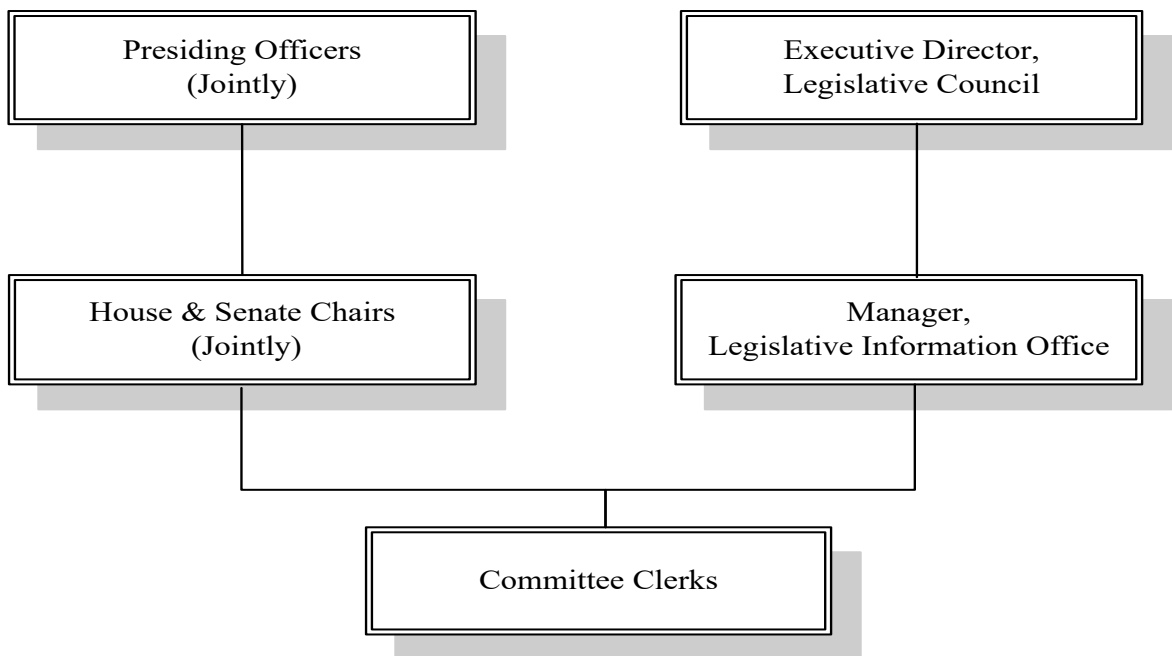 Presiding Officers
(Jointly)
Executive Director,
Legislative Council
House & Senate Chairs
(Jointly)
Manager,
Legislative Information Office
Committee Clerks